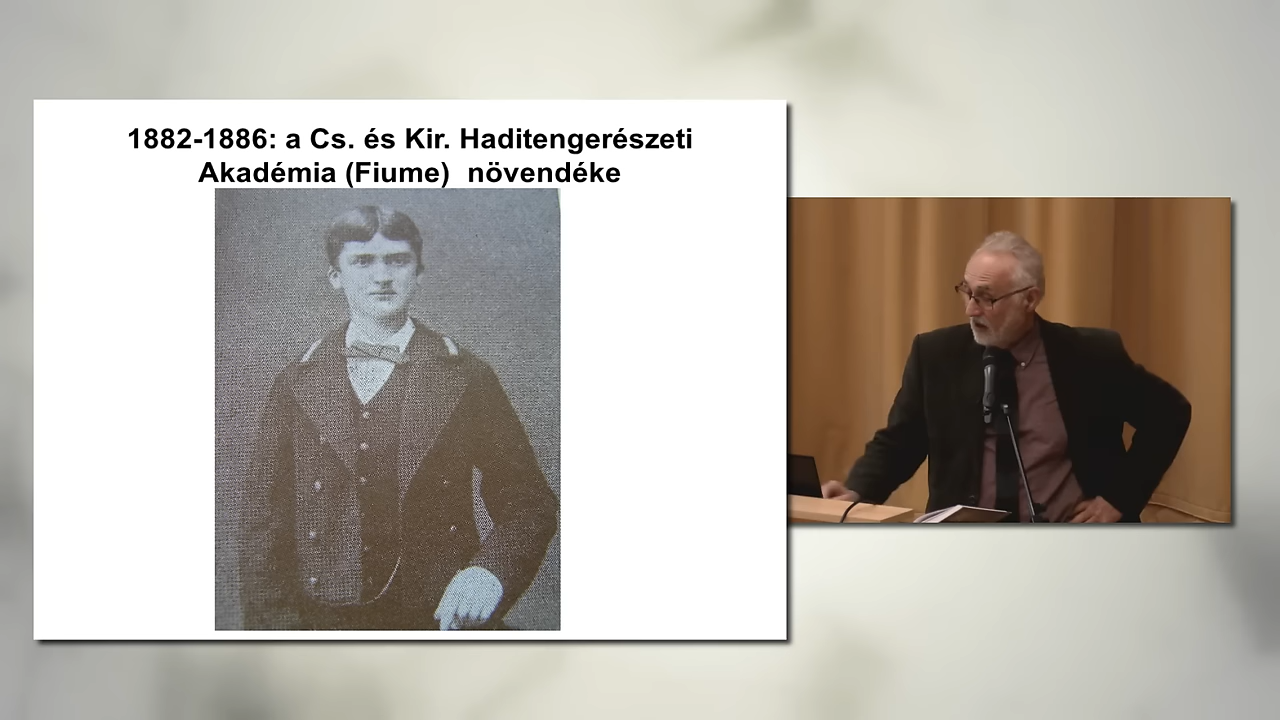 1882-1886: a Cs. és Kir. Haditengerészeti
Akadémia (Fiume) növendéke